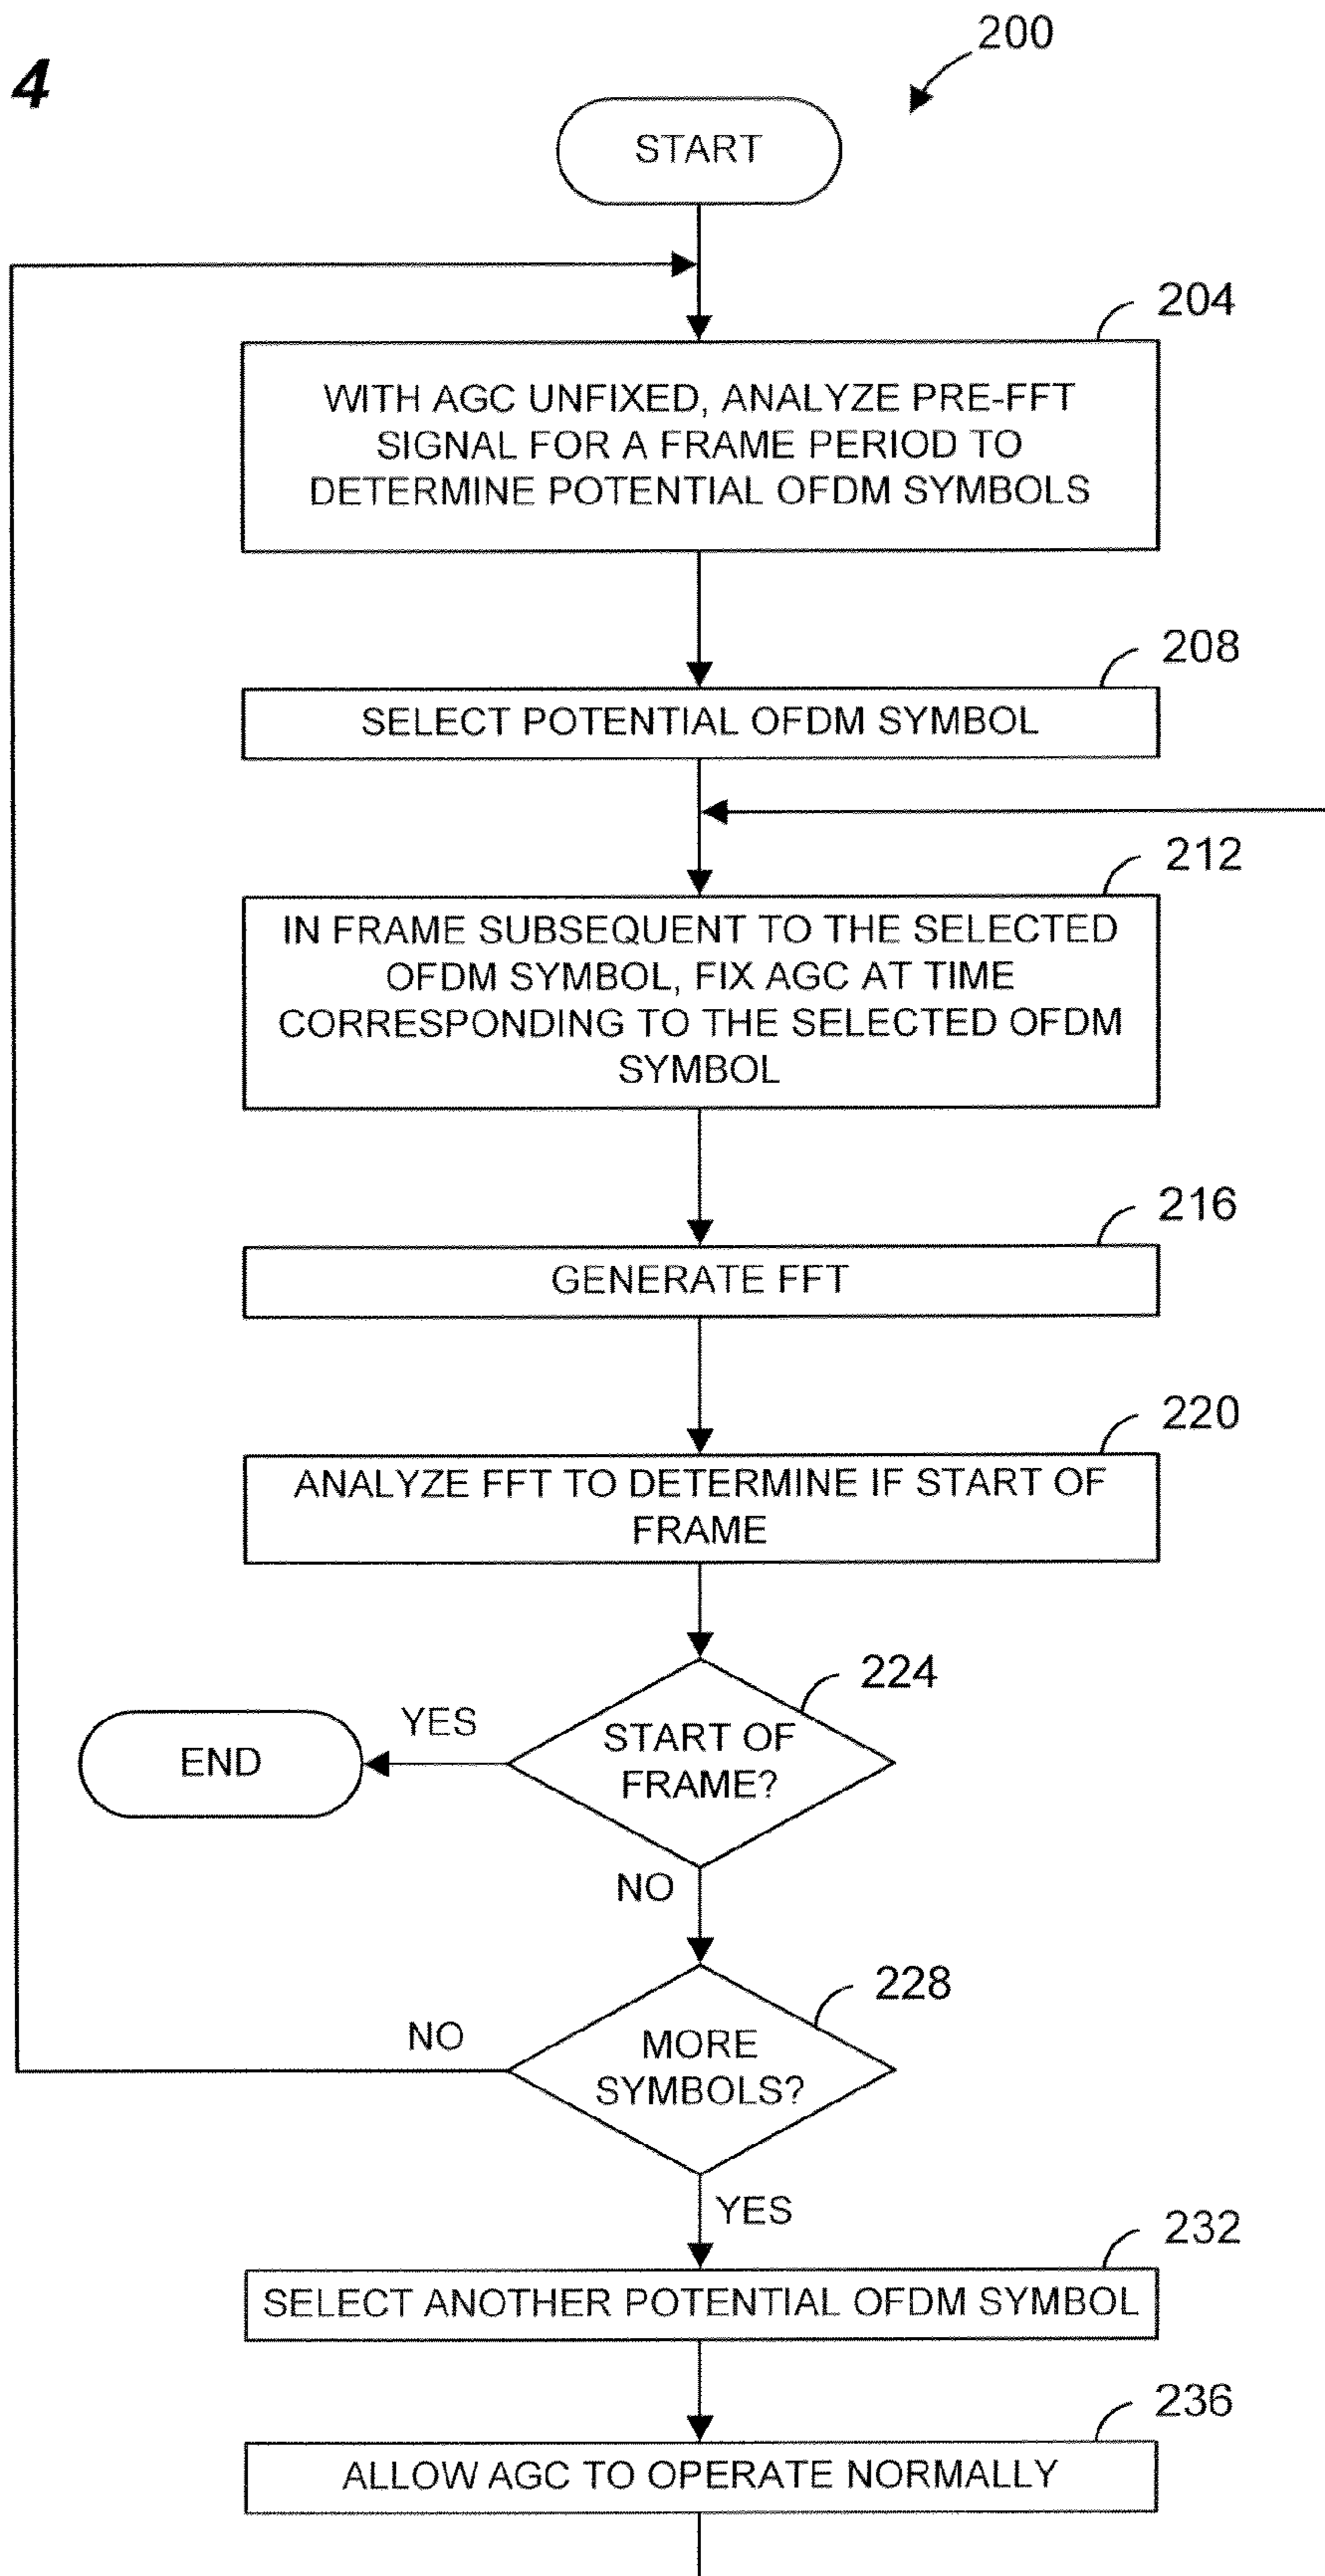 200
4
START
204
WITH AGC UNFIXED, ANALYZE PRE-FFT
SIGNAL FOR A FRAME PERIOD TO
DETERMINE POTENTIAL OFDM SYMBOLS
208
SELECT POTENTIAL OFDM SYMBOL
212
IN FRAME SUBSEQUENT TO THE SELECTED
OFDM SYMBOL, FIX AGC AT TIME
CORRESPONDING TO THE SELECTED OFDM
SYMBOL
216
GENERATE FFT
220
ANALYZE FFT TO DETERMINE IF START OF
FRAME
224
START OF
FRAME?
YES
END
NO
228
MORE
SYMBOLS?
NO
YES
232
SELECT ANOTHER POTENTIAL OFDM SYMBOL
236
ALLOW AGC TO OPERATE NORMALLY